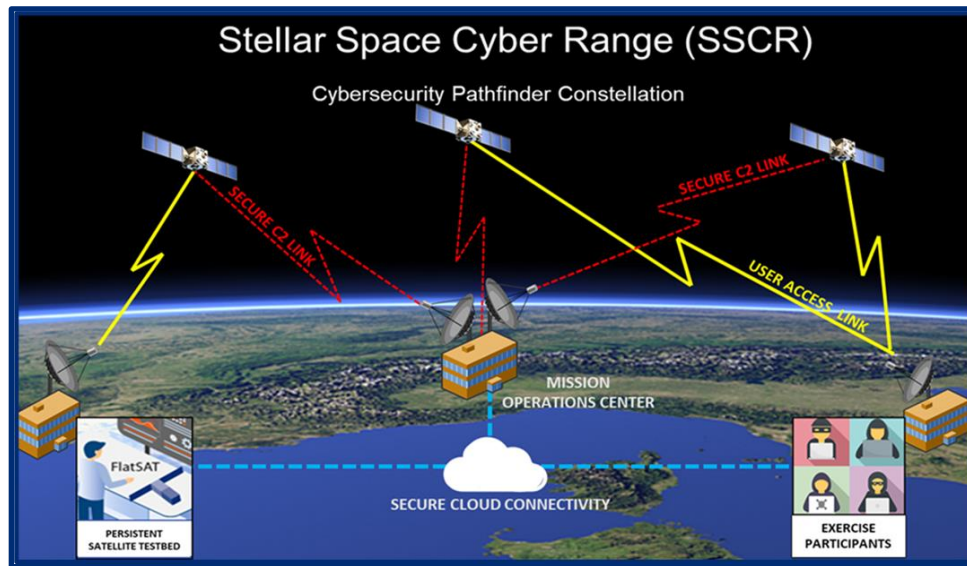 Stellar Space Cyber Range (SSCR)
Cybersecurity Pathfinder Constellation
SECURE C2 LINK
SECURE C2 LINK
USER ACCESS LINK
MISSION
OPERATIONS CENTER
FlatSAT
SECURE CLOUD CONNECTIVITY
PERSISTENT
SATELLITE TESTBED
EXERCISE
PARTICIPANTS